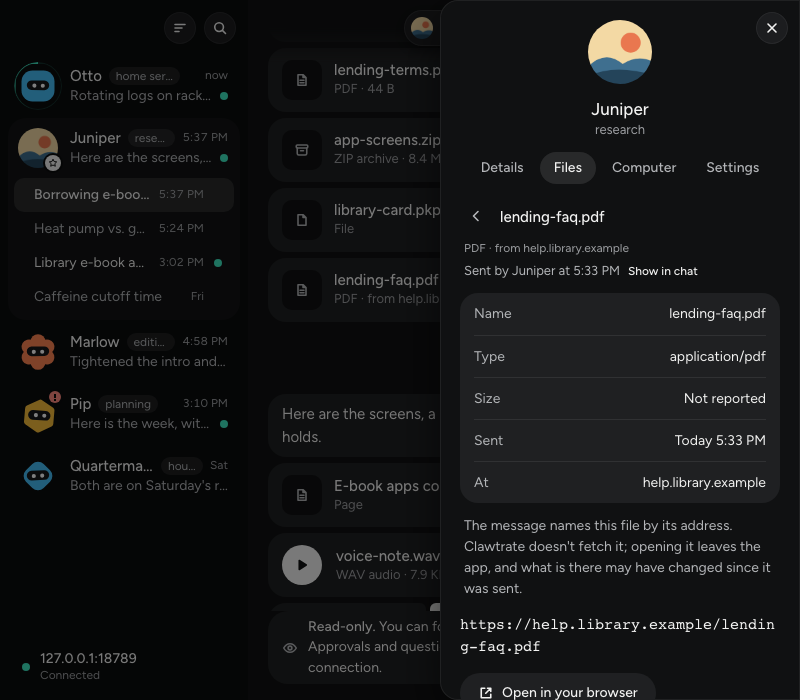 Otto home ser... now
Rotating logs on rack...
Juniper rese... 5:37 PM
Here are the screens,...
Borrowing e-boo... 5:37 PM
Heat pump vs. g... 5:24 PM
Library e-book a... 3:02 PM
Caffeine cutoff time Fri
Marlow editi... 4:58 PM
Tightened the intro and...
Pip planning 3:10 PM
Here is the week, wit...
Quarterma... hou... Sat
Both are on Saturday's r...
127.0.0.1:18789
Connected
lending-terms.p
PDF · 44 B
app-screens.zip
ZIP archive · 8.4 M
library-card.pkp
File
lending-faq.pdf
PDF · from help.lib
Here are the screens, a
holds.
E-book apps co
Page
voice-note.wav
WAV audio · 7.9 K
Read-only. You can fo
Approvals and questi
connection.
Juniper
research
Details Files Computer Settings
lending-faq.pdf
PDF · from help.library.example
Sent by Juniper at 5:33 PM Show in chat
Name lending-faq.pdf
Type application/pdf
Size Not reported
Sent Today 5:33 PM
At help.library.example
The message names this file by its address.
Clawtrate doesn't fetch it; opening it leaves the
app, and what is there may have changed since it
was sent.
https://help.library.example/lendin
g-faq.pdf
Open in your browser